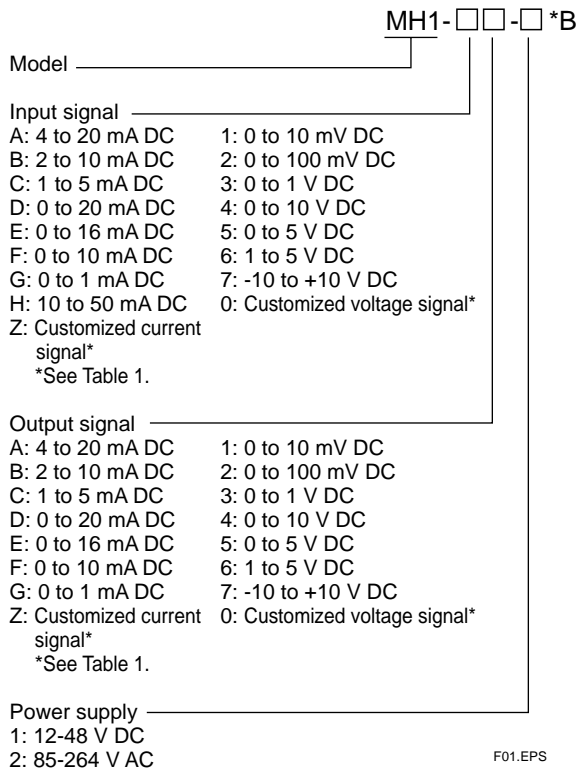 MH1-□□-□*B
Model
Input signal
A: 4 to 20 mA DC 1: 0 to 10 mV DC
B: 2 to 10 mA DC 2: 0 to 100 mV DC
C: 1 to 5 mA DC 3: 0 to 1 V DC
D: 0 to 20 mA DC 4: 0 to 10 V DC
E: 0 to 16 mA DC 5: 0 to 5 V DC
F: 0 to 10 mA DC 6: 1 to 5 V DC
G: 0 to 1 mA DC 7: -10 to +10 V DC
H: 10 to 50 mA DC 0: Customized voltage signal*
Z: Customized current
signal*
*See Table 1.
Output signal
A: 4 to 20 mA DC 1: 0 to 10 mV DC
B: 2 to 10 mA DC 2: 0 to 100 mV DC
C: 1 to 5 mA DC 3: 0 to 1 V DC
D: 0 to 20 mA DC 4: 0 to 10 V DC
E: 0 to 16 mA DC 5: 0 to 5 V DC
F: 0 to 10 mA DC 6: 1 to 5 V DC
G: 0 to 1 mA DC 7: -10 to +10 V DC
Z: Customized current 0: Customized voltage signal*
signal*
*See Table 1.
Power supply
1: 12-48 V DC
2: 85-264 V AC
F01.EPS